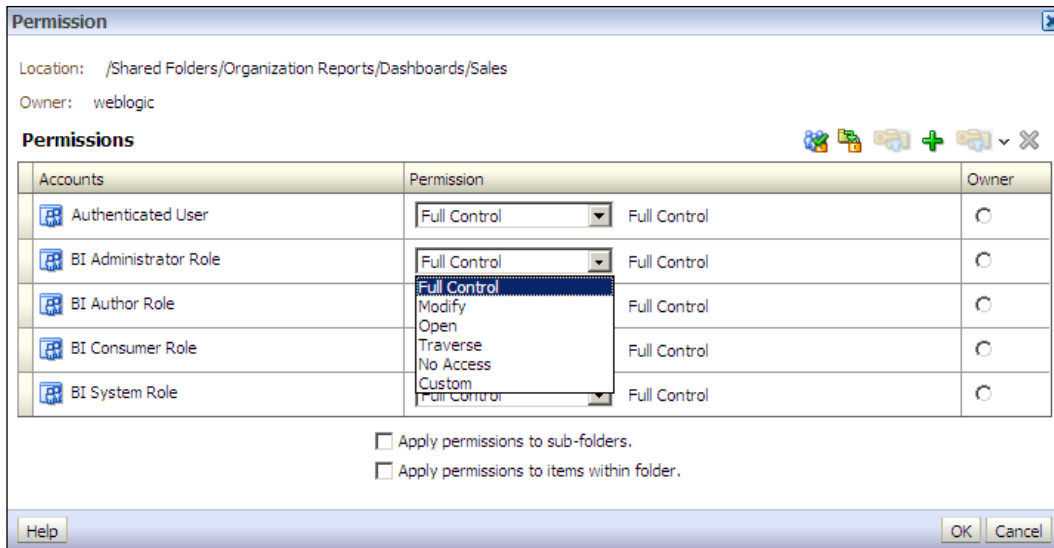 Permission
Location: /Shared Folders/Organization Reports/Dashboards/Sales
Owner: weblogic
Permissions
Accounts Permission Owner
Authenticated User Full Control Full Control
BI Administrator Role Full Control Full Control
Full Control
Modify
BI Author Role Full Control
Open
Traverse
BI Consumer Role Full Control
No Access
Custom
BI System Role Full Control Full Control
Apply permissions to sub-folders.
Apply permissions to items within folder.
Help OK Cancel